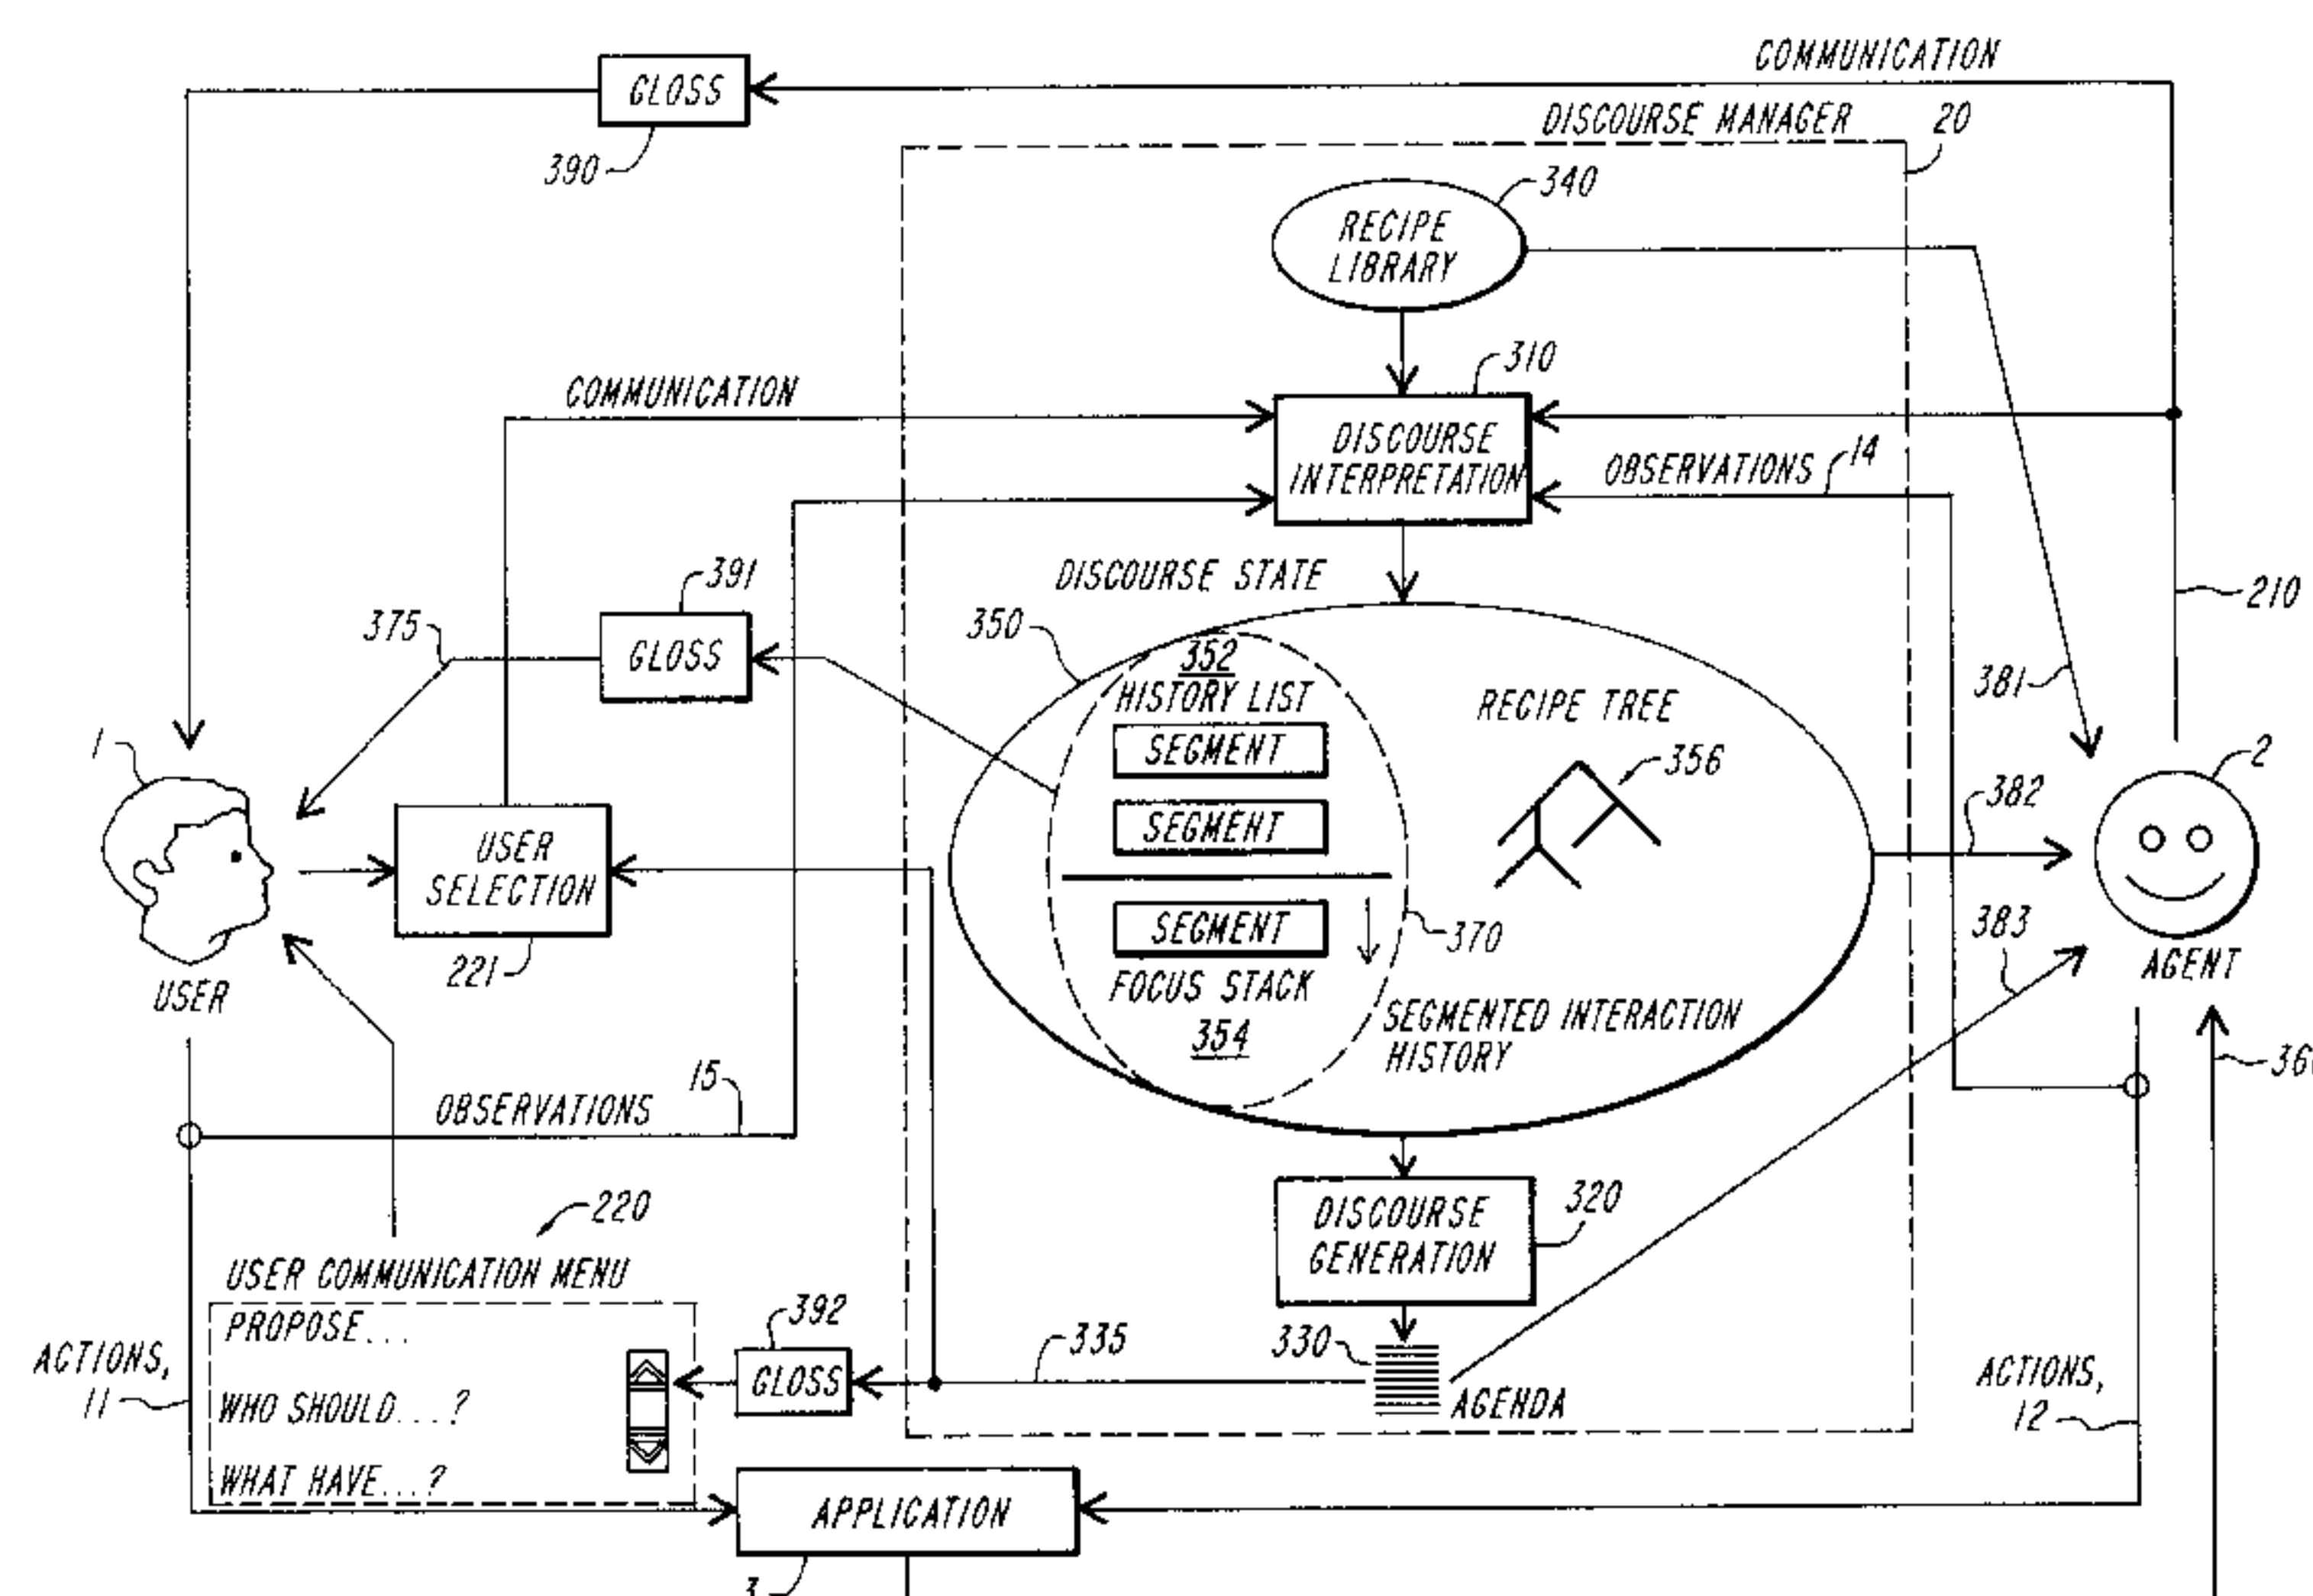 COMMUNICATION
GLOSS
390
DISCOURSE MANAGER
20
340
RECIPE
LIBRARY
310
COMMUNICATION
DISCOURSE
INTERPRETATION
OBSERVATIONS
14
DISCOURSE STATE
391
375
GLOSS
350
352
HISTORY LIST
SEGMENT
SEGMENT
SEGMENT
FOCUS STACK
354
RECIPE TREE
356
370
SEGMENTED INTERACTION
HISTORY
210
381
382
383
2
AGENT
1
USER
USER
SELECTION
221
15
OBSERVATIONS
220
USER COMMUNICATION MENU
PROPOSE...
WHO SHOULD...?
WHAT HAVE...?
392
GLOSS
335
DISCOURSE
GENERATION
320
330
AGENDA
ACTIONS,
11
ACTIONS,
12
APPLICATION
3